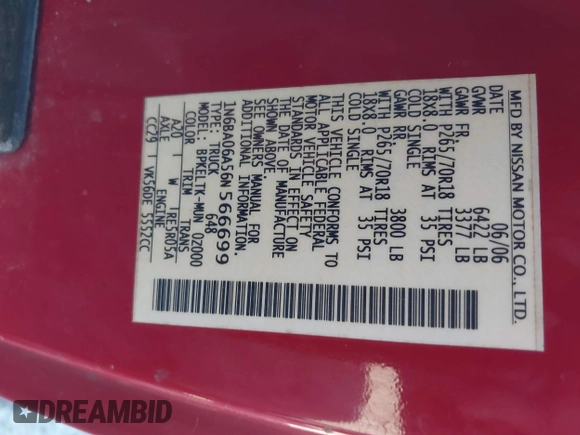 MFD BY NISSAN MOTOR CO., LTD.
DATE 06/06
GVWR 6422 LB
GAWR FR. 3377 LB
WITH P265/70R18 TIRES
18X8.0 RIMS AT 35 PSI
COLD SINGLE
GAWR RR. 3800 LB
WITH P265/70R18 TIRES
18X8.0 RIMS AT 35 PSI
COLD SINGLE
THIS VEHICLE CONFORMS TO
ALL APPLICABLE FEDERAL
MOTOR VEHICLE SAFETY
STANDARDS IN EFFECT ON
THE DATE OF MANUFACTURE
SHOWN ABOVE
SEE OWNERS MANUAL FOR
ADDITIONAL INFORMATION
1N6BA06A56N566699
TYPE: TRUCK 648
MODEL: BPKELTK-MUN 0Z000
COLOR TRIM TRANS
A20 W RE5R05A
AXLE ENGINE
CC29 VK56DE 5552CC
DREAMBID